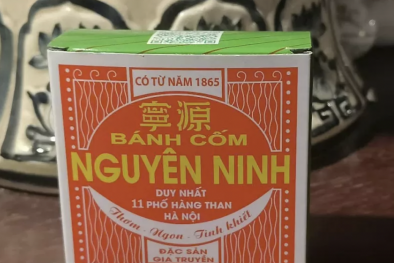 CÓ TỪ NĂM 1865
寧源
BÁNH CỐM
NGUYÊN NINH
DUY NHẤT
11 PHỐ HÀNG THAN
HÀ NỘI
Thơm - Ngon - Tinh khiết
ĐẶC SẢN
GIA TRUYỀN